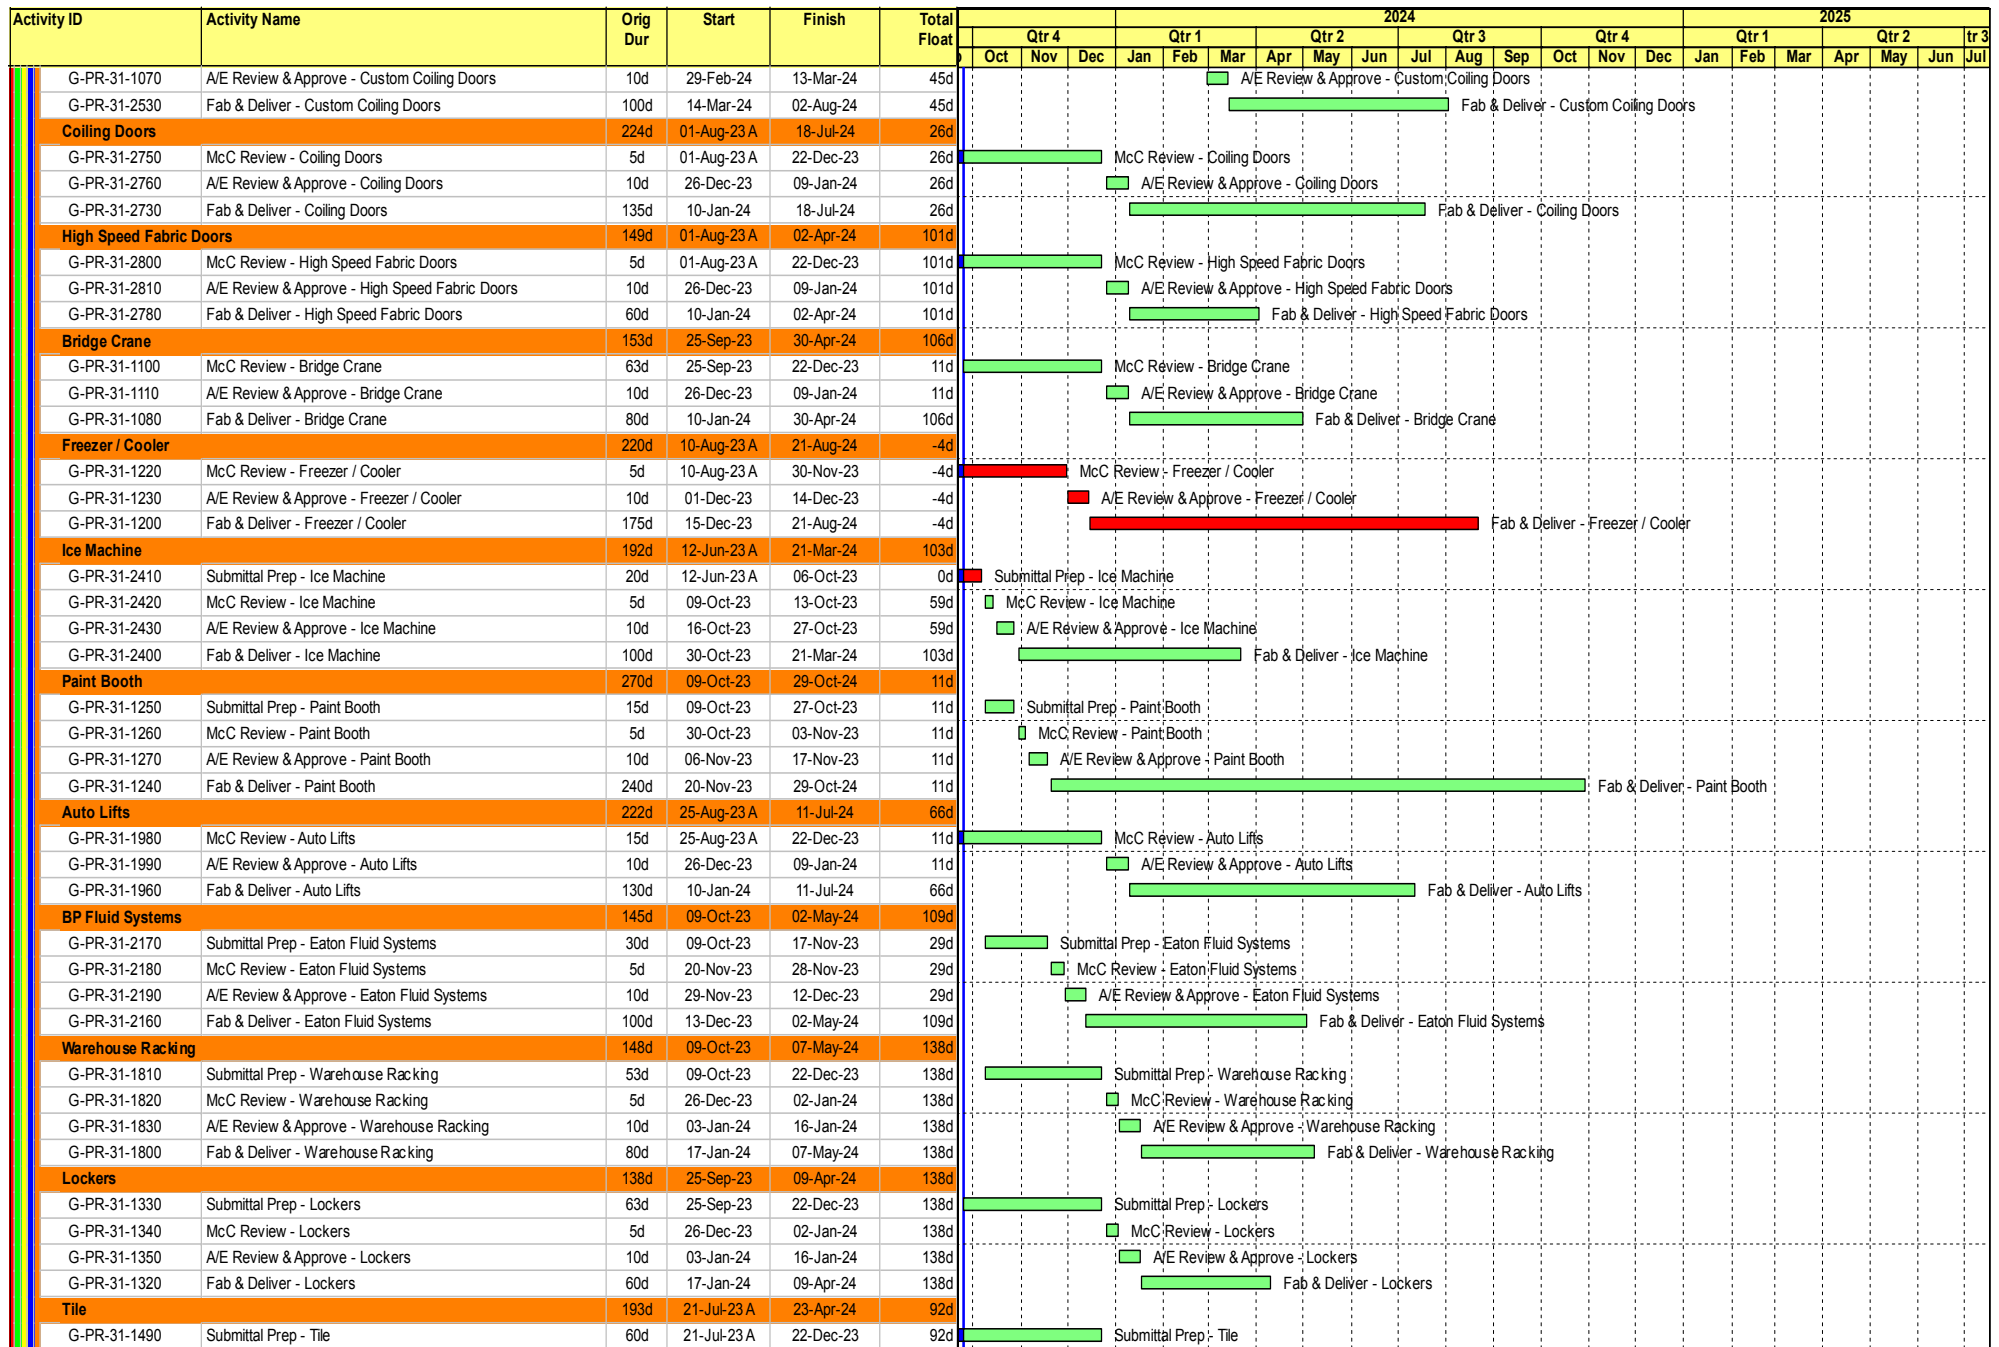 Activity ID Activity Name Orig Dur Start Finish Total Float 2024 2025
Qtr 4 Qtr 1 Qtr 2 Qtr 3 Qtr 4 Qtr 1 Qtr 2 tr 3
Oct Nov Dec Jan Feb Mar Apr May Jun Jul Aug Sep Oct Nov Dec Jan Feb Mar Apr May Jun Jul
G-PR-31-1070 A/E Review & Approve - Custom Coiling Doors 10d 29-Feb-24 13-Mar-24 45d A/E Review & Approve - Custom Coiling Doors
G-PR-31-2530 Fab & Deliver - Custom Coiling Doors 100d 14-Mar-24 02-Aug-24 45d Fab & Deliver - Custom Coiling Doors
Coiling Doors 224d 01-Aug-23 A 18-Jul-24 26d
G-PR-31-2750 McC Review - Coiling Doors 5d 01-Aug-23 A 22-Dec-23 26d McC Review - Coiling Doors
G-PR-31-2760 A/E Review & Approve - Coiling Doors 10d 26-Dec-23 09-Jan-24 26d A/E Review & Approve - Coiling Doors
G-PR-31-2730 Fab & Deliver - Coiling Doors 135d 10-Jan-24 18-Jul-24 26d Fab & Deliver - Coiling Doors
High Speed Fabric Doors 149d 01-Aug-23 A 02-Apr-24 101d
G-PR-31-2800 McC Review - High Speed Fabric Doors 5d 01-Aug-23 A 22-Dec-23 101d McC Review - High Speed Fabric Doors
G-PR-31-2810 A/E Review & Approve - High Speed Fabric Doors 10d 26-Dec-23 09-Jan-24 101d A/E Review & Approve - High Speed Fabric Doors
G-PR-31-2780 Fab & Deliver - High Speed Fabric Doors 60d 10-Jan-24 02-Apr-24 101d Fab & Deliver - High Speed Fabric Doors
Bridge Crane 153d 25-Sep-23 30-Apr-24 106d
G-PR-31-1100 McC Review - Bridge Crane 63d 25-Sep-23 22-Dec-23 11d McC Review - Bridge Crane
G-PR-31-1110 A/E Review & Approve - Bridge Crane 10d 26-Dec-23 09-Jan-24 11d A/E Review & Approve - Bridge Crane
G-PR-31-1080 Fab & Deliver - Bridge Crane 80d 10-Jan-24 30-Apr-24 106d Fab & Deliver - Bridge Crane
Freezer / Cooler 220d 10-Aug-23 A 21-Aug-24 -4d
G-PR-31-1220 McC Review - Freezer / Cooler 5d 10-Aug-23 A 30-Nov-23 -4d McC Review - Freezer / Cooler
G-PR-31-1230 A/E Review & Approve - Freezer / Cooler 10d 01-Dec-23 14-Dec-23 -4d A/E Review & Approve - Freezer / Cooler
G-PR-31-1200 Fab & Deliver - Freezer / Cooler 175d 15-Dec-23 21-Aug-24 -4d Fab & Deliver - Freezer / Cooler
Ice Machine 192d 12-Jun-23 A 21-Mar-24 103d
G-PR-31-2410 Submittal Prep - Ice Machine 20d 12-Jun-23 A 06-Oct-23 0d Submittal Prep - Ice Machine
G-PR-31-2420 McC Review - Ice Machine 5d 09-Oct-23 13-Oct-23 59d McC Review - Ice Machine
G-PR-31-2430 A/E Review & Approve - Ice Machine 10d 16-Oct-23 27-Oct-23 59d A/E Review & Approve - Ice Machine
G-PR-31-2400 Fab & Deliver - Ice Machine 100d 30-Oct-23 21-Mar-24 103d Fab & Deliver - Ice Machine
Paint Booth 270d 09-Oct-23 29-Oct-24 11d
G-PR-31-1250 Submittal Prep - Paint Booth 15d 09-Oct-23 27-Oct-23 11d Submittal Prep - Paint Booth
G-PR-31-1260 McC Review - Paint Booth 5d 30-Oct-23 03-Nov-23 11d McC Review - Paint Booth
G-PR-31-1270 A/E Review & Approve - Paint Booth 10d 06-Nov-23 17-Nov-23 11d A/E Review & Approve - Paint Booth
G-PR-31-1240 Fab & Deliver - Paint Booth 240d 20-Nov-23 29-Oct-24 11d Fab & Deliver - Paint Booth
Auto Lifts 222d 25-Aug-23 A 11-Jul-24 66d
G-PR-31-1980 McC Review - Auto Lifts 15d 25-Aug-23 A 22-Dec-23 11d McC Review - Auto Lifts
G-PR-31-1990 A/E Review & Approve - Auto Lifts 10d 26-Dec-23 09-Jan-24 11d A/E Review & Approve - Auto Lifts
G-PR-31-1960 Fab & Deliver - Auto Lifts 130d 10-Jan-24 11-Jul-24 66d Fab & Deliver - Auto Lifts
BP Fluid Systems 145d 09-Oct-23 02-May-24 109d
G-PR-31-2170 Submittal Prep - Eaton Fluid Systems 30d 09-Oct-23 17-Nov-23 29d Submittal Prep - Eaton Fluid Systems
G-PR-31-2180 McC Review - Eaton Fluid Systems 5d 20-Nov-23 28-Nov-23 29d McC Review - Eaton Fluid Systems
G-PR-31-2190 A/E Review & Approve - Eaton Fluid Systems 10d 29-Nov-23 12-Dec-23 29d A/E Review & Approve - Eaton Fluid Systems
G-PR-31-2160 Fab & Deliver - Eaton Fluid Systems 100d 13-Dec-23 02-May-24 109d Fab & Deliver - Eaton Fluid Systems
Warehouse Racking 148d 09-Oct-23 07-May-24 138d
G-PR-31-1810 Submittal Prep - Warehouse Racking 53d 09-Oct-23 22-Dec-23 138d Submittal Prep - Warehouse Racking
G-PR-31-1820 McC Review - Warehouse Racking 5d 26-Dec-23 02-Jan-24 138d McC Review - Warehouse Racking
G-PR-31-1830 A/E Review & Approve - Warehouse Racking 10d 03-Jan-24 16-Jan-24 138d A/E Review & Approve - Warehouse Racking
G-PR-31-1800 Fab & Deliver - Warehouse Racking 80d 17-Jan-24 07-May-24 138d Fab & Deliver - Warehouse Racking
Lockers 138d 25-Sep-23 09-Apr-24 138d
G-PR-31-1330 Submittal Prep - Lockers 63d 25-Sep-23 22-Dec-23 138d Submittal Prep - Lockers
G-PR-31-1340 McC Review - Lockers 5d 26-Dec-23 02-Jan-24 138d McC Review - Lockers
G-PR-31-1350 A/E Review & Approve - Lockers 10d 03-Jan-24 16-Jan-24 138d A/E Review & Approve - Lockers
G-PR-31-1320 Fab & Deliver - Lockers 60d 17-Jan-24 09-Apr-24 138d Fab & Deliver - Lockers
Tile 193d 21-Jul-23 A 23-Apr-24 92d
G-PR-31-1490 Submittal Prep - Tile 60d 21-Jul-23 A 22-Dec-23 92d Submittal Prep - Tile